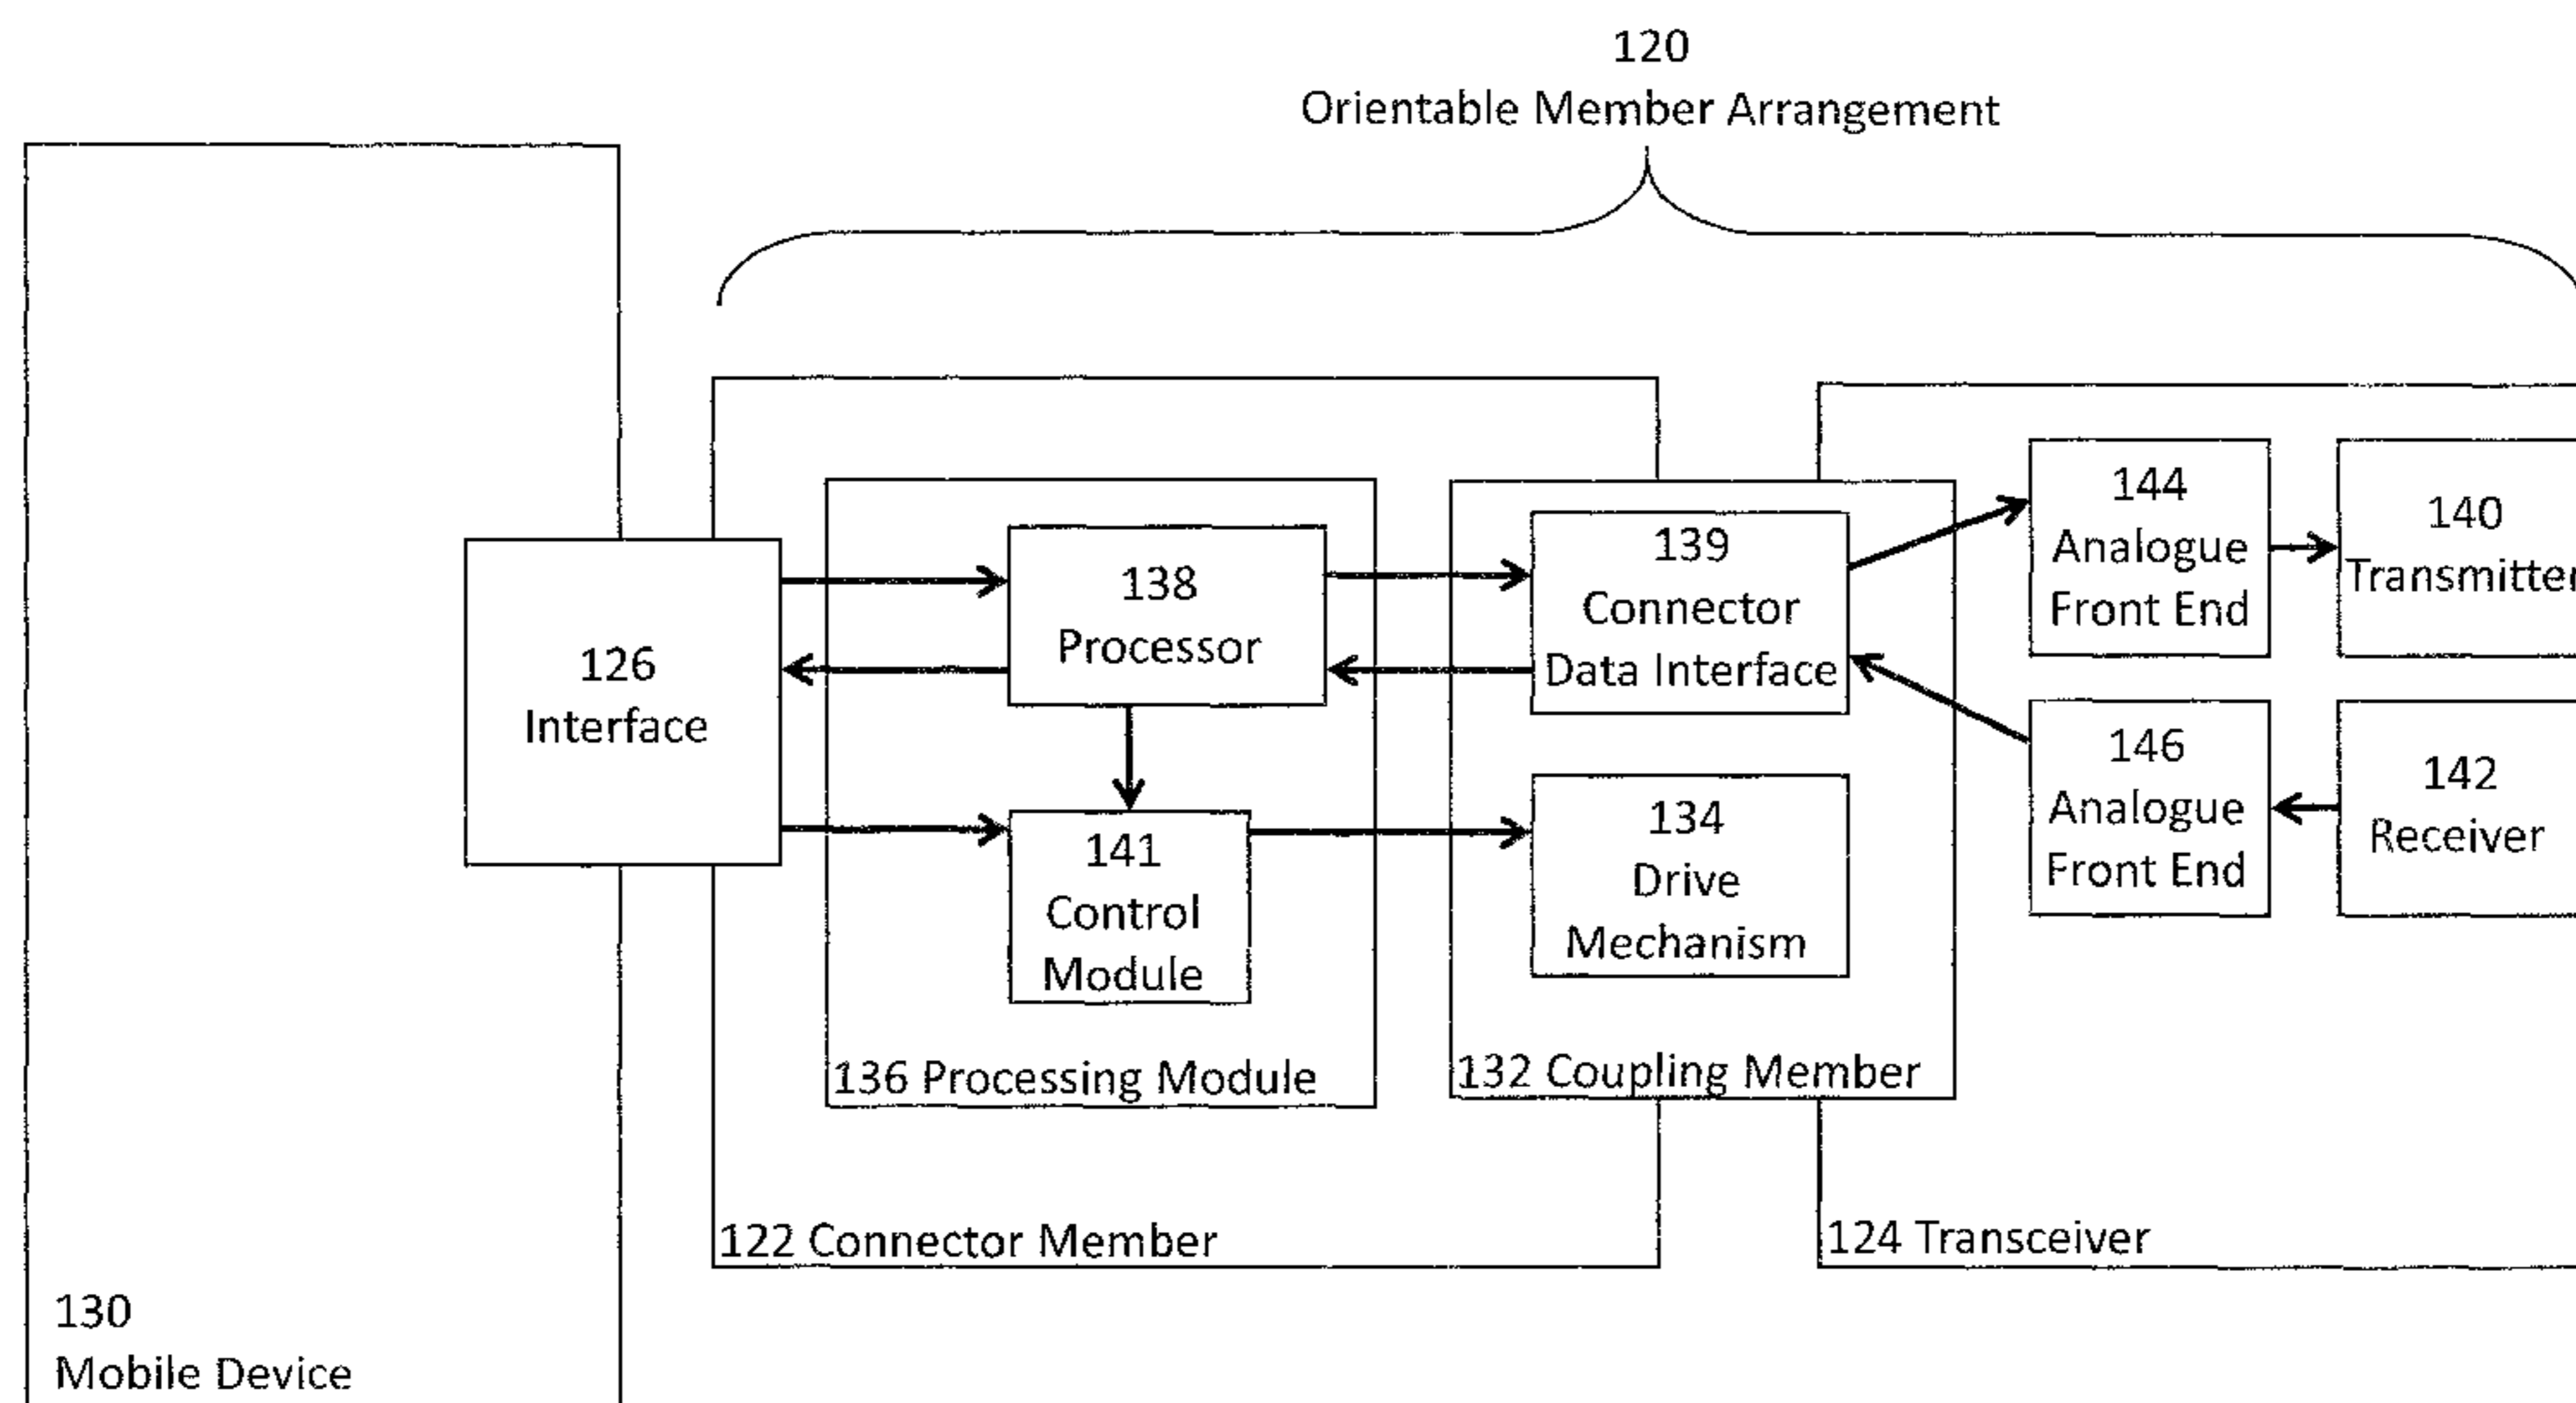 120
Orientable Member Arrangement
126
Interface
138
Processor
141
Control
Module
136 Processing Module
139
Connector
Data Interface
134
Drive
Mechanism
132 Coupling Member
144
Analogue
Front End
140
Transmitter
146
Analogue
Front End
142
Receiver
122 Connector Member
124 Transceiver
130
Mobile Device